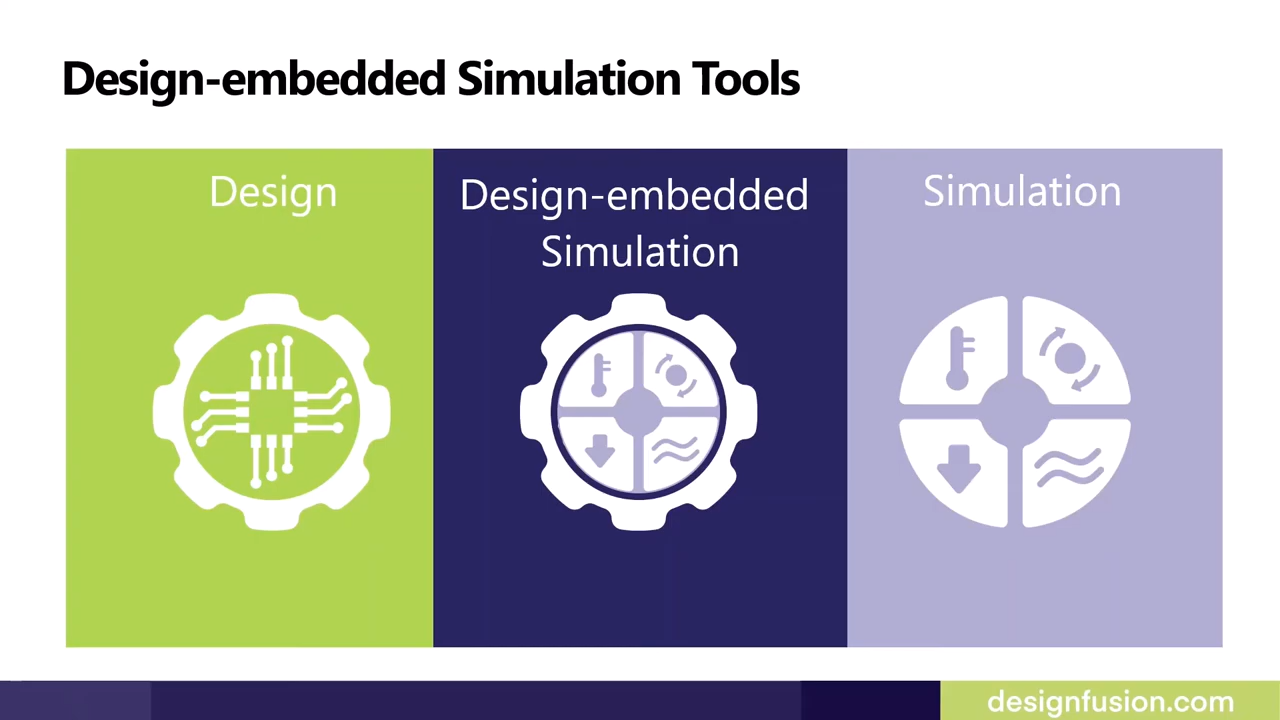 Design-embedded Simulation Tools
Design
Design-embedded
Simulation
Simulation
designfusion.com